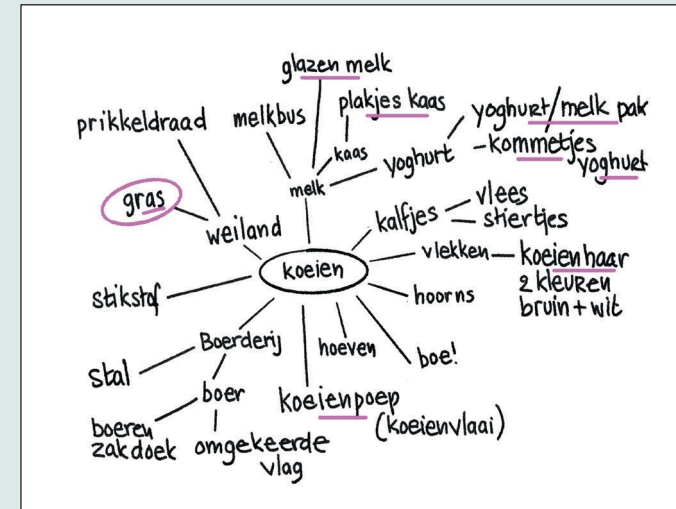 glazen melk
prikkeldraad
melkbus
plakjes kaas
yoghurt/melk pak
kaas
yoghurt
-kommetjes
yoghurt
gras
melk
weiland
kalfjes
vlees
stiertjes
koeien
vlekken
koeienhaar
2 kleuren
bruin + wit
stikstof
hoorns
Boerderij
hoeven
boe!
stal
boer
koeienpoep
(koeienvlaai)
boeren
zakdoek
omgekeerde
vlag